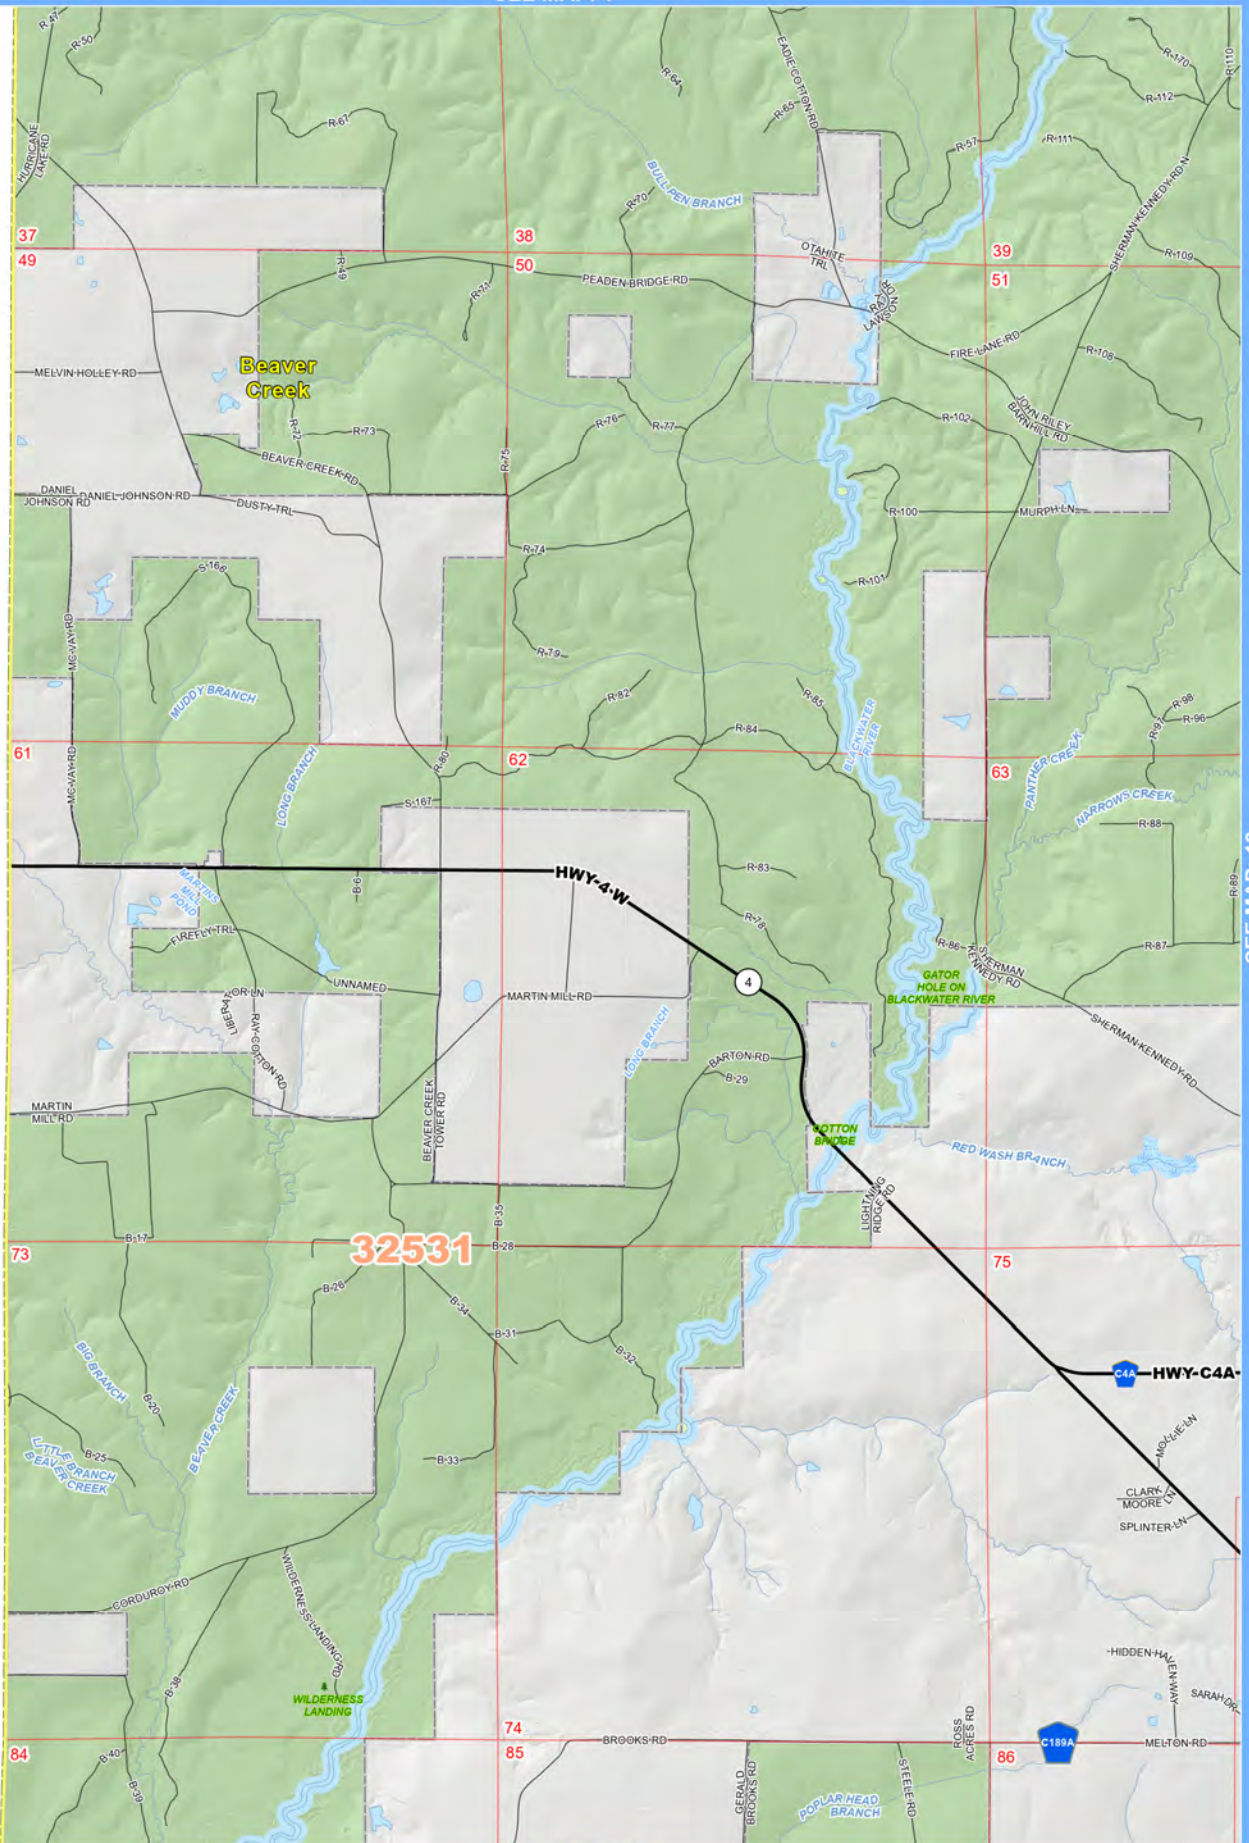 R-47
R-50
R-64
EADIE COTTON RD
R-170
R-110
R-112
R-65
R-67
HURRICANE
LAKE RD
R-57
R-111
BULL PEN BRANCH
R-70
SHERMAN KENNEDY RD N
37
38
39
OTAHITE
TRL
R-109
49
50
51
R-49
R-71
PEADEN BRIDGE RD
RAY
LAWSON DR
FIRE LANE RD
R-108
MELVIN HOLLEY RD
Beaver
Creek
R-72
R-73
R-76
R-77
R-102
JOHN RILEY
BARNHILL RD
BEAVER CREEK RD
R-75
DANIEL
JOHNSON RD
DANIEL JOHNSON RD
DUSTY TRL
R-100
MURPH LN
R-74
S-166
R-101
MC VAY RD
R-79
MUDDY BRANCH
R-82
R-85
R-98
R-96
R-97
R-84
BLACKWATER
RIVER
61
62
63
R-80
PANTHER CREEK
MC VAY RD
LONG BRANCH
NARROWS CREEK
S-167
R-88
MARTINS
MILL
POND
B-6
HWY 4 W
R-83
R-89
R-78
FIREFLY TRL
R-86
SHERMAN
KENNEDY RD
R-87
UNNAMED
4
GATOR
HOLE ON
BLACKWATER RIVER
LIBERAT
OR LN
MARTIN MILL RD
RAY COTTON RD
LONG BRANCH
SHERMAN KENNEDY RD
BARTON RD
B-29
MARTIN
MILL RD
BEAVER CREEK
TOWER RD
COTTON
BRIDGE
RED WASH BRANCH
LIGHTNING
RIDGE RD
B-35
B-17
73
32531
B-28
75
B-26
B-34
B-31
B-32
BIG BRANCH
C4A
HWY C4A
B-20
BEAVER CREEK
MOLLIE LN
B-25
LITTLE BRANCH
BEAVER CREEK
B-33
CLARK
MOORE LN
SPLINTER LN
CORDUROY RD
WILDERNESS LANDING RD
HIDDEN HAVEN WAY
B-38
SARAH DR
WILDERNESS
LANDING
ROSS
ACRES RD
74
84
85
BROOKS RD
86
C189A
MELTON RD
B-40
B-39
GERALD
BROOKS RD
POPLAR HEAD
BRANCH
STEELE RD